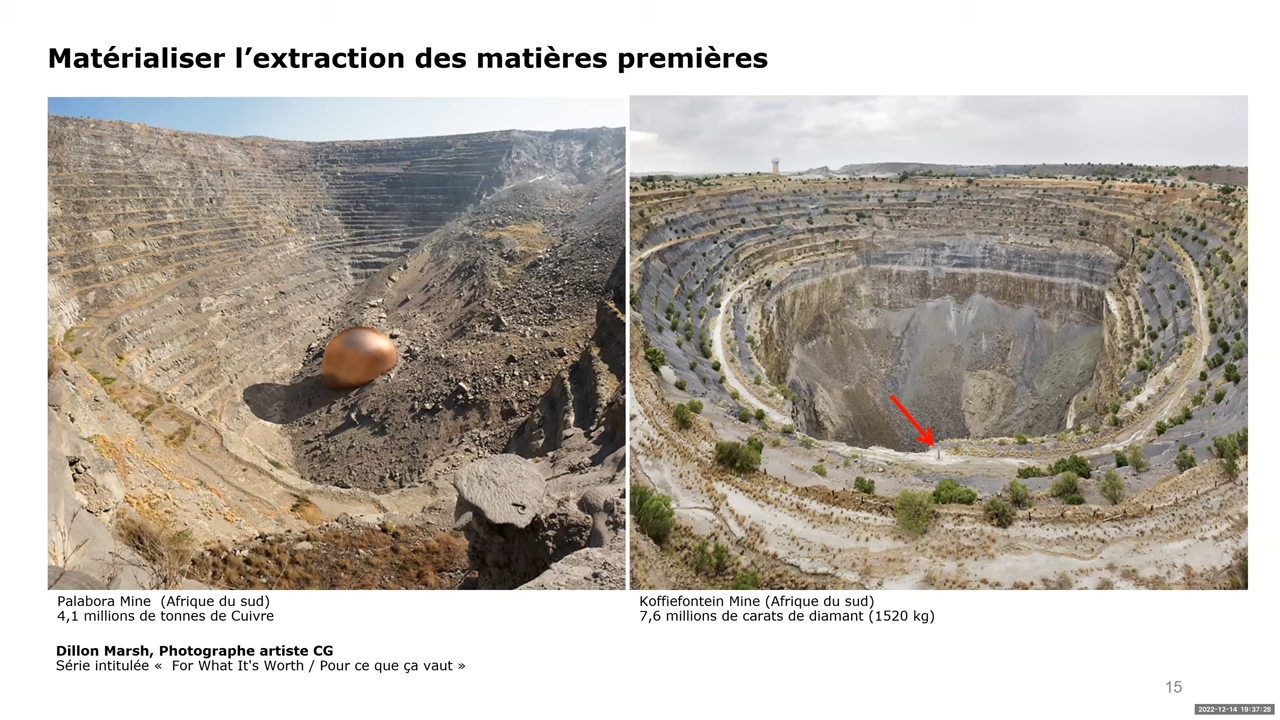 Matérialiser l’extraction des matières premières
Palabora Mine  (Afrique du sud)
4,1 millions de tonnes de Cuivre
Koffiefontein Mine (Afrique du sud)
7,6 millions de carats de diamant (1520 kg)
Dillon Marsh, Photographe artiste CG
Série intitulée «  For What It's Worth / Pour ce que ça vaut »
15
2022-12-14 19:37:28